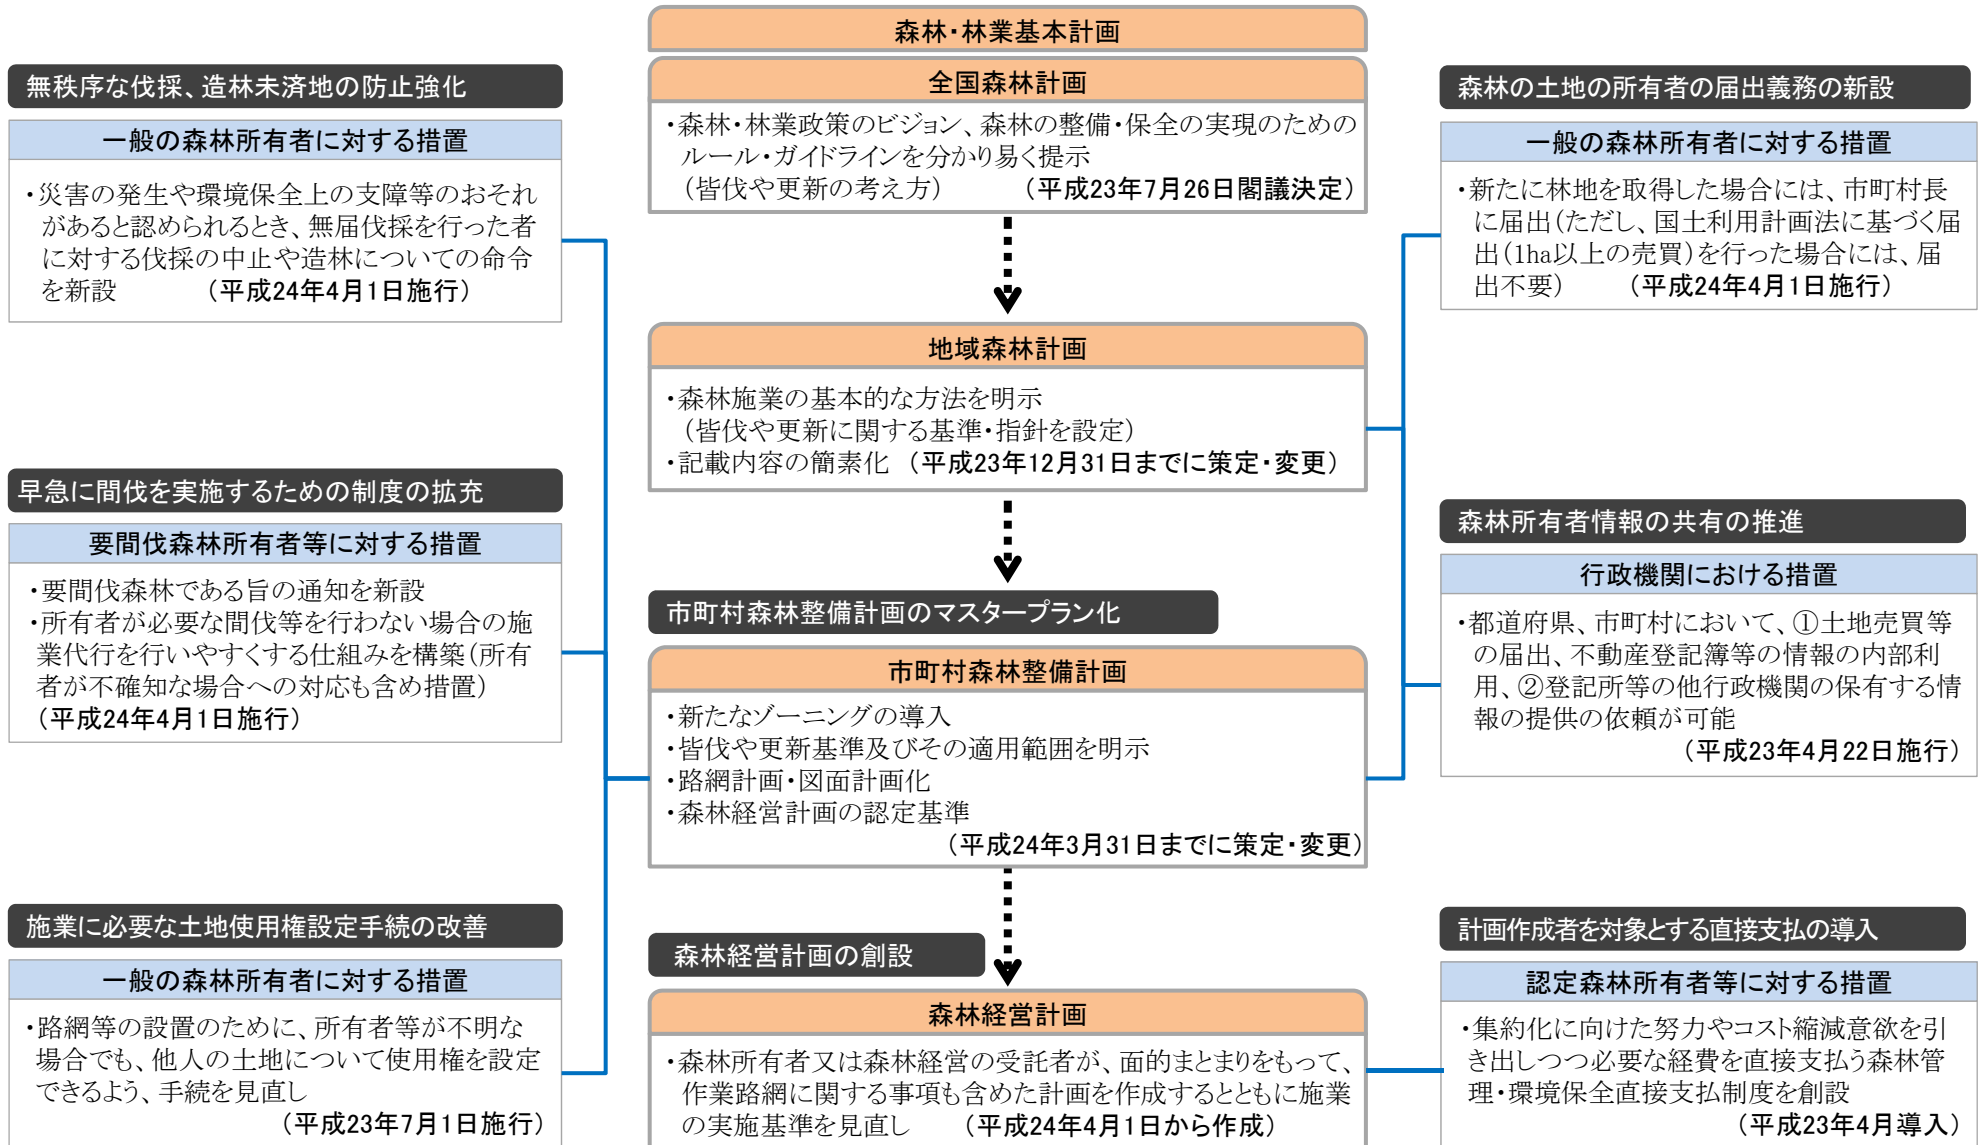 森林・林業基本計画
全国森林計画
・森林・林業政策のビジョン、森林の整備・保全の実現のための
ルール・ガイドラインを分かり易く提示
（皆伐や更新の考え方）　（平成23年7月26日閣議決定）
地域森林計画
・森林施業の基本的な方法を明示
（皆伐や更新に関する基準・指針を設定）
・記載内容の簡素化　（平成23年12月31日までに策定・変更）
市町村森林整備計画のマスタープラン化
市町村森林整備計画
・新たなゾーニングの導入
・皆伐や更新基準及びその適用範囲を明示
・路網計画・図面計画化
・森林経営計画の認定基準
（平成24年3月31日までに策定・変更）
森林経営計画の創設
森林経営計画
・森林所有者又は森林経営の受託者が、面的まとまりをもって、
作業路網に関する事項も含めた計画を作成するとともに施業
の実施基準を見直し　（平成24年4月1日から作成）
無秩序な伐採、造林未済地の防止強化
一般の森林所有者に対する措置
・災害の発生や環境保全上の支障等のおそれ
があると認められるとき、無届伐採を行った者
に対する伐採の中止や造林についての命令
を新設　（平成24年4月1日施行）
早急に間伐を実施するための制度の拡充
要間伐森林所有者等に対する措置
・要間伐森林である旨の通知を新設
・所有者が必要な間伐等を行わない場合の施
業代行を行いやすくする仕組みを構築（所有
者が不確知な場合への対応も含め措置）
（平成24年4月1日施行）
施業に必要な土地使用権設定手続の改善
一般の森林所有者に対する措置
・路網等の設置のために、所有者等が不明な
場合でも、他人の土地について使用権を設定
できるよう、手続を見直し
（平成23年7月1日施行）
森林の土地の所有者の届出義務の新設
一般の森林所有者に対する措置
・新たに林地を取得した場合には、市町村長
に届出（ただし、国土利用計画法に基づく届
出（1ha以上の売買）を行った場合には、届
出不要）　（平成24年4月1日施行）
森林所有者情報の共有の推進
行政機関における措置
・都道府県、市町村において、①土地売買等
の届出、不動産登記簿等の情報の内部利
用、②登記所等の他行政機関の保有する情
報の提供の依頼が可能
（平成23年4月22日施行）
計画作成者を対象とする直接支払の導入
認定森林所有者等に対する措置
・集約化に向けた努力やコスト縮減意欲を引
き出しつつ必要な経費を直接支払う森林管
理・環境保全直接支払制度を創設
（平成23年4月導入）